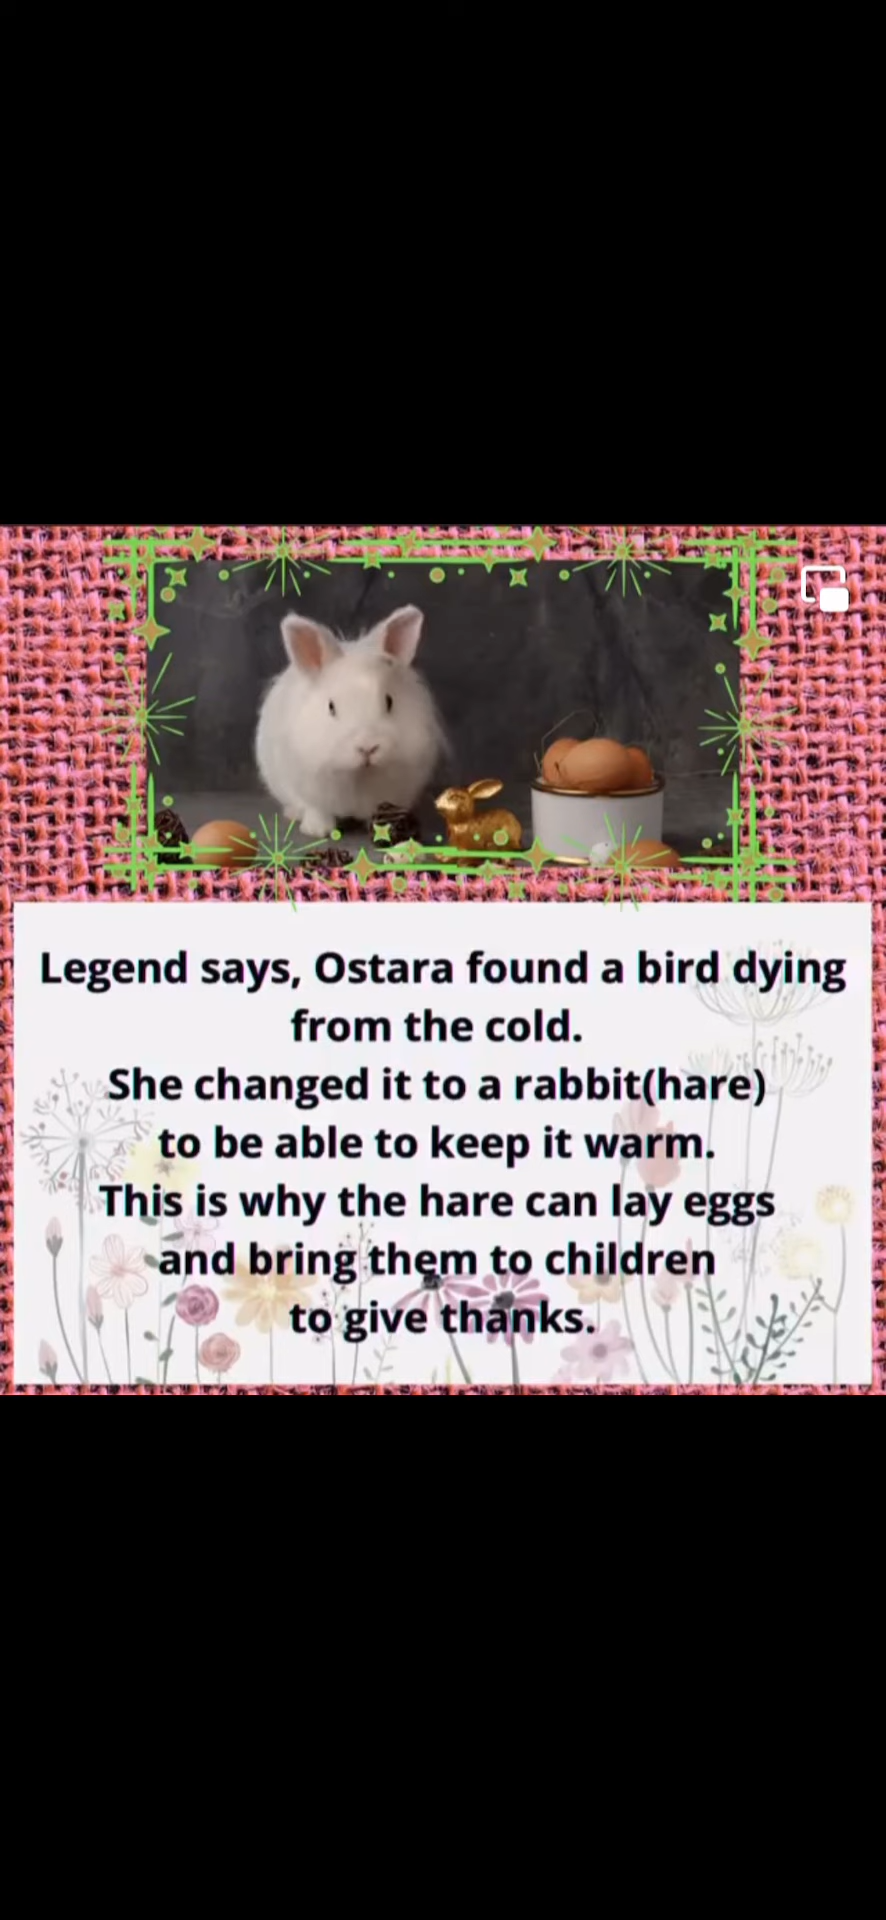 Legend says, Ostara found a bird dying
from the cold.
She changed it to a rabbit(hare)
to be able to keep it warm.
This is why the hare can lay eggs
and bring them to children
to give thanks.